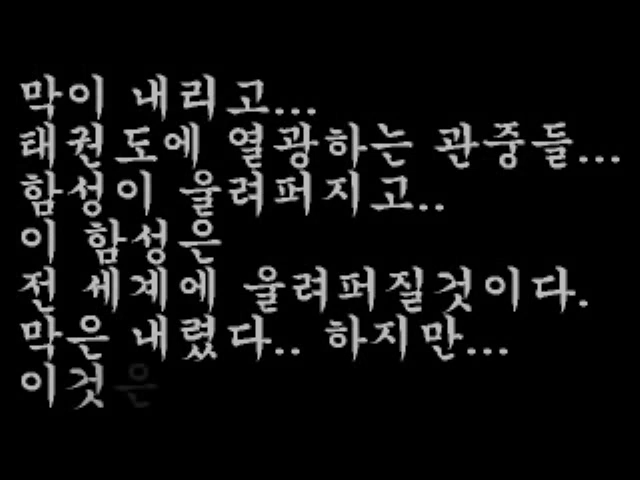 막이 내리고...
태권도에 열광하는 관중들...
함성이 울려퍼지고..
이 함성은
전 세계에 울려퍼질것이다.
막은 내렸다.. 하지만...
이것은